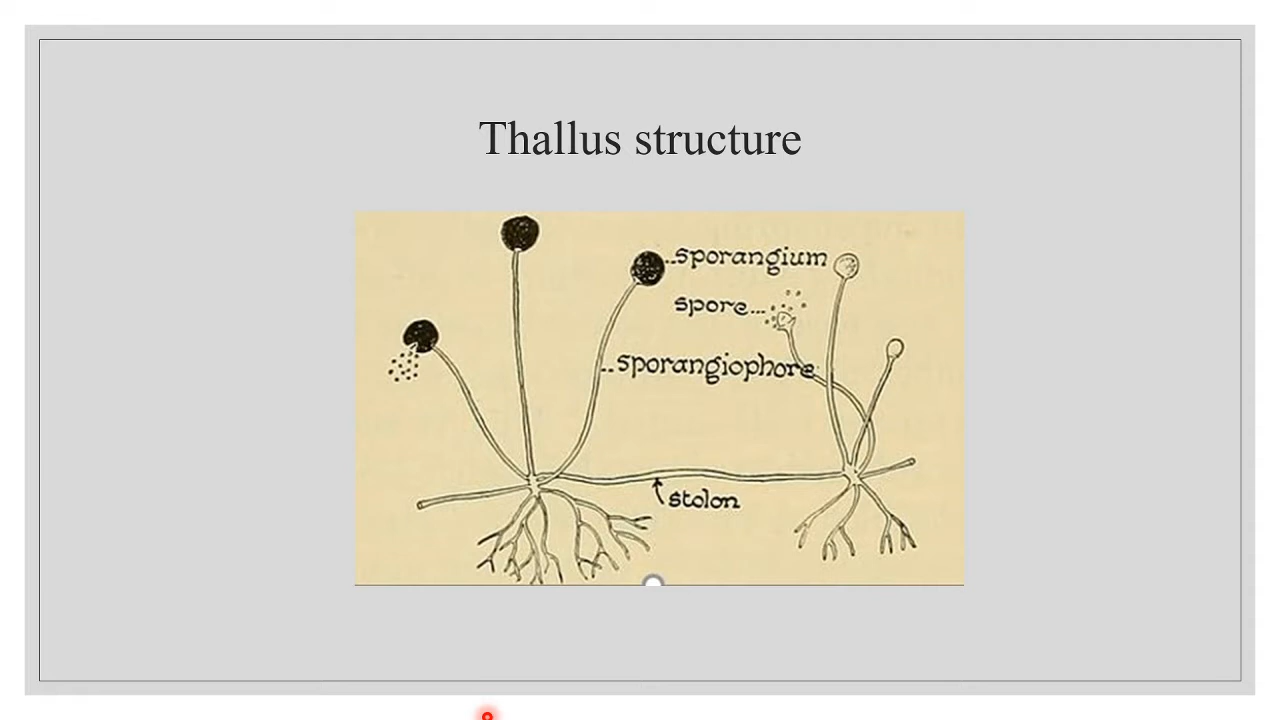 Thallus structure
sporangium
spore
sporangiophore
stolon